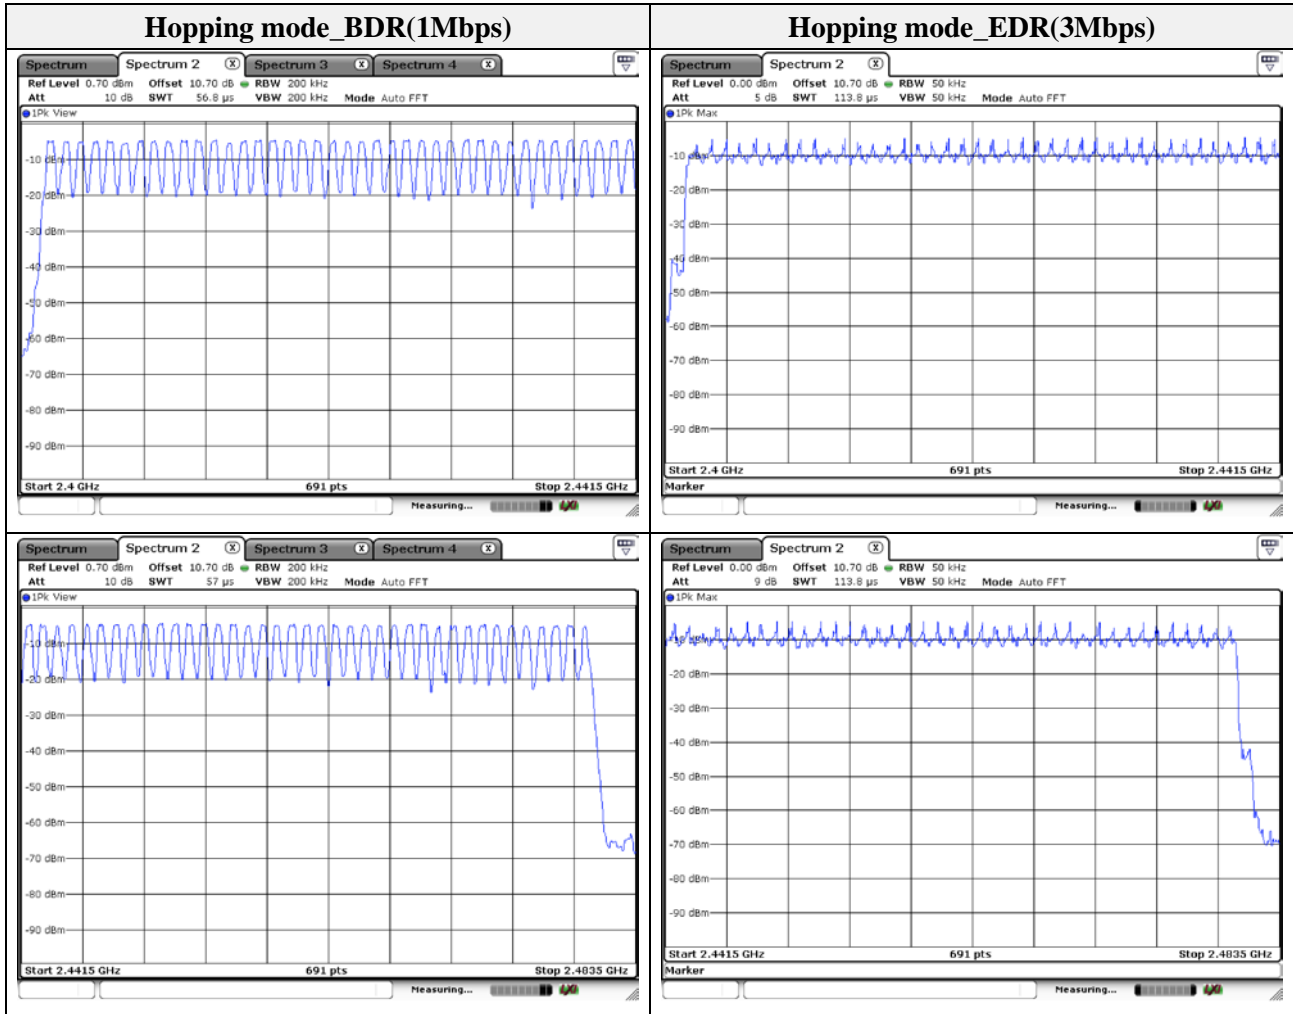 Hopping mode_BDR(1Mbps) Hopping mode_EDR(3Mbps)
Spectrum Spectrum 2 Spectrum 3 Spectrum 4
Ref Level 0.70 dBm Offset 10.70 dB RBW 200 kHz
Att 10 dB SWT 56.8 µs VBW 200 kHz Mode Auto FFT
1Pk View
-10 dBm
-20 dBm
-30 dBm
-40 dBm
-50 dBm
-60 dBm
-70 dBm
-80 dBm
-90 dBm
Start 2.4 GHz 691 pts Stop 2.4415 GHz
Measuring...
Spectrum Spectrum 2
Ref Level 0.00 dBm Offset 10.70 dB RBW 50 kHz
Att 5 dB SWT 113.8 µs VBW 50 kHz Mode Auto FFT
1Pk Max
-10 dBm
-20 dBm
-30 dBm
-40 dBm
-50 dBm
-60 dBm
-70 dBm
-80 dBm
-90 dBm
Start 2.4 GHz 691 pts Stop 2.4415 GHz
Marker
Measuring...
Spectrum Spectrum 2 Spectrum 3 Spectrum 4
Ref Level 0.70 dBm Offset 10.70 dB RBW 200 kHz
Att 10 dB SWT 57 µs VBW 200 kHz Mode Auto FFT
1Pk View
-10 dBm
-20 dBm
-30 dBm
-40 dBm
-50 dBm
-60 dBm
-70 dBm
-80 dBm
-90 dBm
Start 2.4415 GHz 691 pts Stop 2.4835 GHz
Measuring...
Spectrum Spectrum 2
Ref Level 0.00 dBm Offset 10.70 dB RBW 50 kHz
Att 9 dB SWT 113.8 µs VBW 50 kHz Mode Auto FFT
1Pk Max
-10 dBm
-20 dBm
-30 dBm
-40 dBm
-50 dBm
-60 dBm
-70 dBm
-80 dBm
-90 dBm
Start 2.4415 GHz 691 pts Stop 2.4835 GHz
Marker
Measuring...